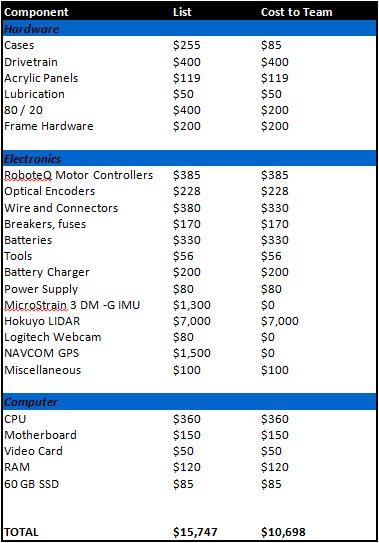 Component List Cost to Team
Hardware
Cases $255 $85
Drivetrain $400 $400
Acrylic Panels $119 $119
Lubrication $50 $50
80 / 20 $400 $200
Frame Hardware $200 $200
Electronics
RoboteQ Motor Controllers $385 $385
Optical Encoders $228 $228
Wire and Connectors $380 $330
Breakers, fuses $170 $170
Batteries $330 $330
Tools $56 $56
Battery Charger $200 $200
Power Supply $80 $80
MicroStrain 3 DM -G IMU $1,300 $0
Hokuyo LIDAR $7,000 $7,000
Logitech Webcam $80 $0
NAVCOM GPS $1,500 $0
Miscellaneous $100 $100
Computer
CPU $360 $360
Motherboard $150 $150
Video Card $50 $50
RAM $120 $120
60 GB SSD $85 $85
TOTAL $15,747 $10,698